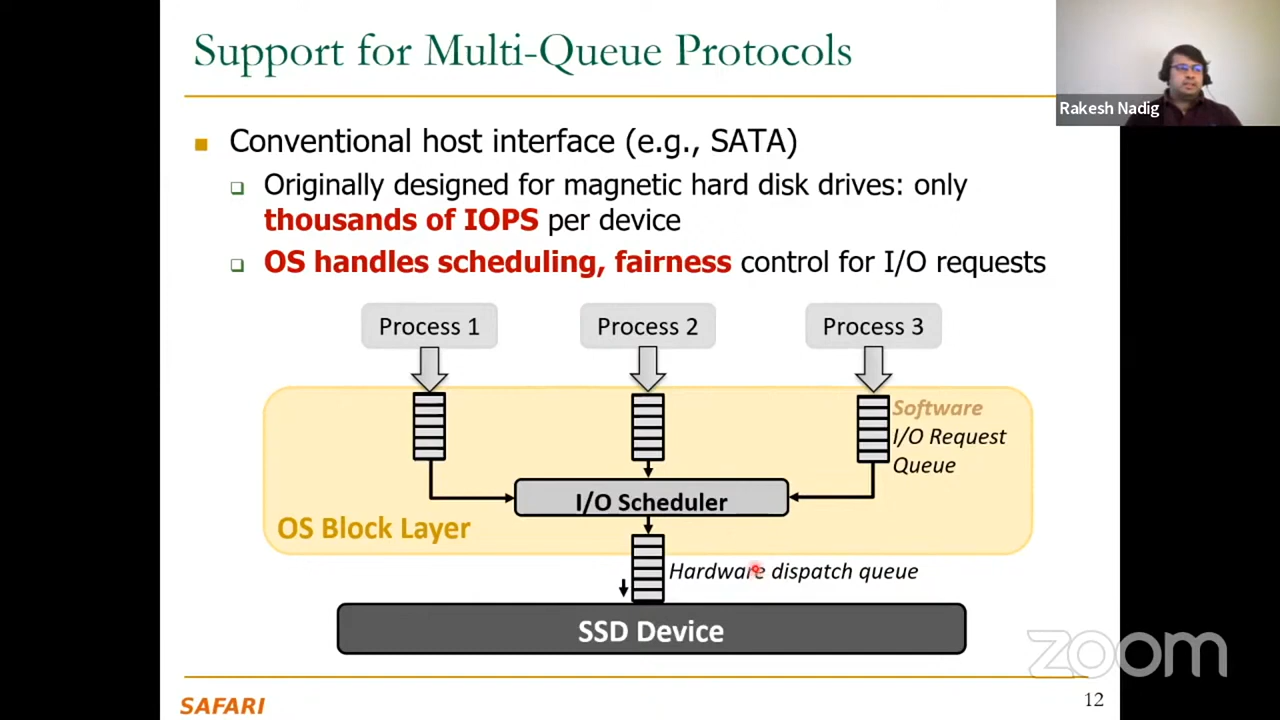 Support for Multi-Queue Protocols
Rakesh Nadig
Conventional host interface (e.g., SATA)
Originally designed for magnetic hard disk drives: only
thousands of IOPS per device
OS handles scheduling, fairness control for I/O requests
Process 1
Process 2
Process 3
Software
I/O Request
Queue
I/O Scheduler
OS Block Layer
Hardware dispatch queue
SSD Device
zoom
SAFARI
12